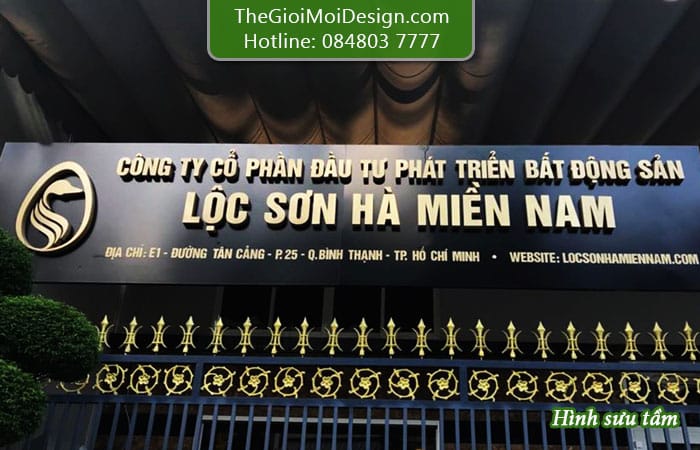 TheGioiMoiDesign.com
Hotline: 084803 7777
CÔNG TY CỔ PHẦN ĐẦU TƯ PHÁT TRIỂN BẤT ĐỘNG SẢN
LỘC SƠN HÀ MIỀN NAM
ĐỊA CHỈ: E1 - ĐƯỜNG TÂN CẢNG - P. 25 - Q.BÌNH THẠNH - TP. HỒ CHÍ MINH • WEBSITE: LOCSONHAMIENNAM.COM
Hình sưu tầm